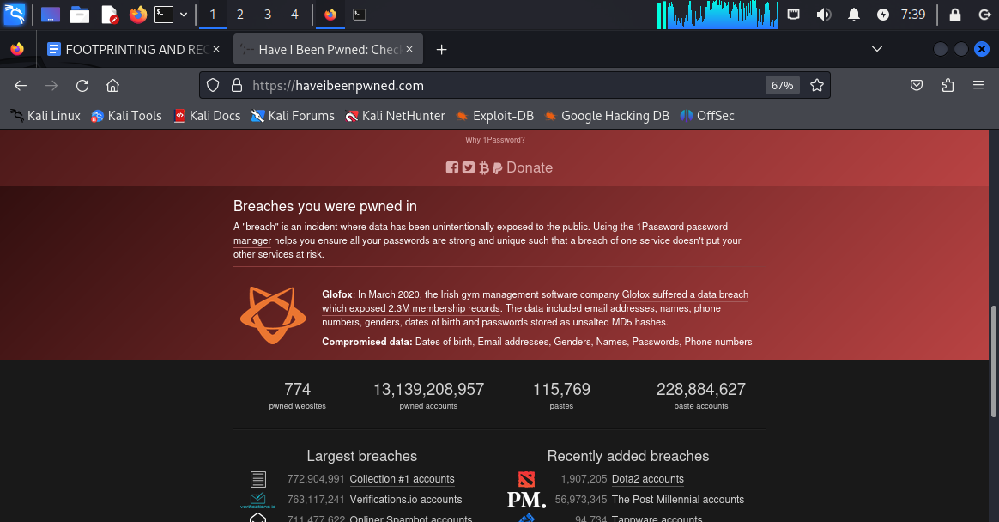 1 2 3 4 7:39
FOOTPRINTING AND REC
Have I Been Pwned: Chec
https://haveibeenpwned.com 67%
Kali Linux Kali Tools Kali Docs Kali Forums Kali NetHunter Exploit-DB Google Hacking DB OffSec
Why 1Password?
Donate
Breaches you were pwned in
A "breach" is an incident where data has been unintentionally exposed to the public. Using the 1Password password
manager helps you ensure all your passwords are strong and unique such that a breach of one service doesn't put your
other services at risk.
Glofox: In March 2020, the Irish gym management software company Glofox suffered a data breach
which exposed 2.3M membership records. The data included email addresses, names, phone
numbers, genders, dates of birth and passwords stored as unsalted MD5 hashes.
Compromised data: Dates of birth, Email addresses, Genders, Names, Passwords, Phone numbers
774 13,139,208,957 115,769 228,884,627
pwned websites pwned accounts pastes paste accounts
Largest breaches Recently added breaches
772,904,991 Collection #1 accounts 1,907,205 Dota2 accounts
verifications.io 763,117,241 Verifications.io accounts PM. 56,973,345 The Post Millennial accounts
711,477,622 Onliner Spambot accounts 94,734 Tappware accounts